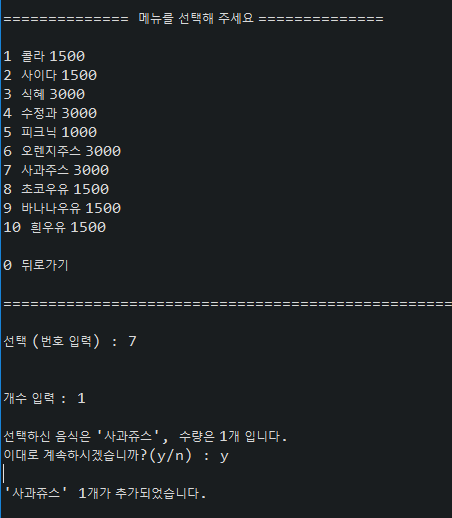 ============== 메뉴를 선택해 주세요 ==============
1 콜라 1500
2 사이다 1500
3 식혜 3000
4 수정과 3000
5 피크닉 1000
6 오렌지주스 3000
7 사과주스 3000
8 초코우유 1500
9 바나나우유 1500
10 흰우유 1500
0 뒤로가기
==================================================
선택 (번호 입력) : 7
개수 입력 : 1
선택하신 음식은 '사과쥬스', 수량은 1개 입니다.
이대로 계속하시겠습니까?(y/n) : y
'사과쥬스' 1개가 추가되었습니다.